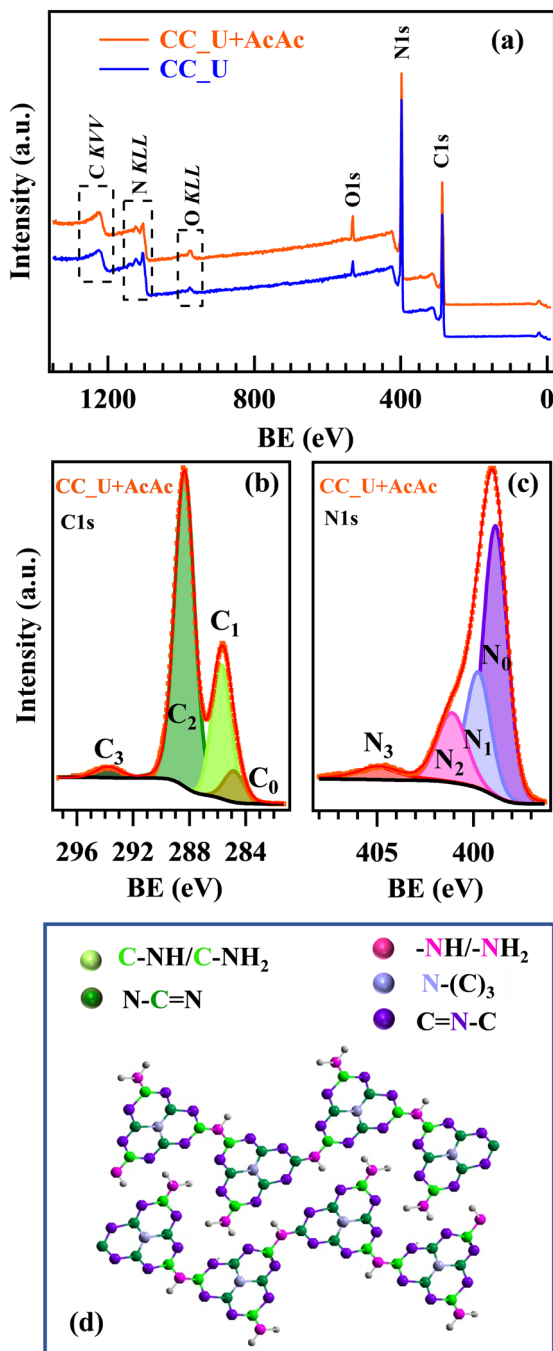 CC_U+AcAc
CC_U
(a)
N1s
C1s
O1s
C KVV
N KLL
O KLL
Intensity (a.u.)
1200 800 400 0
BE (eV)
CC_U+AcAc (b)
C1s
C₁
C₂
C₃
C₀
Intensity (a.u.)
296 292 288 284
BE (eV)
CC_U+AcAc (c)
N1s
N₀
N₁
N₂
N₃
405 400
BE (eV)
C-NH/C-NH₂
N-C=N
-NH/-NH₂
N-(C)₃
C=N-C
(d)